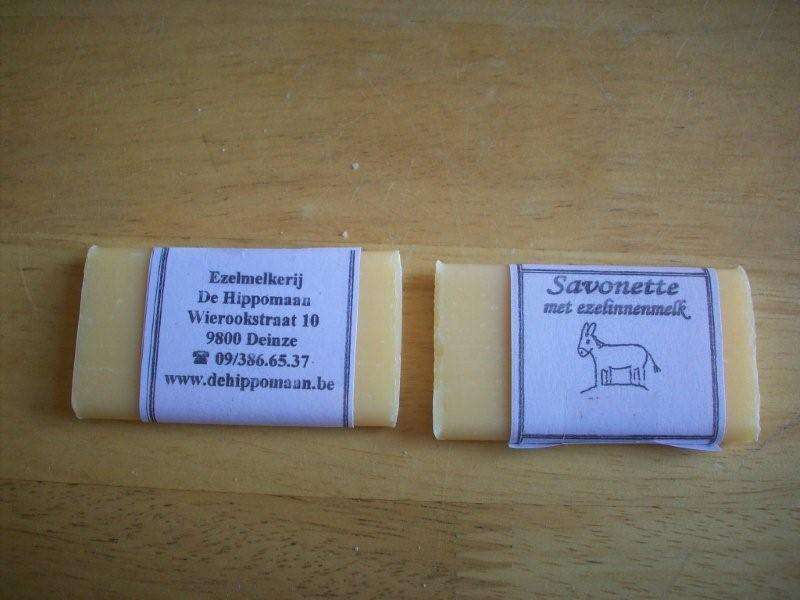 Ezelmelkerij
De Hippomaan
Wierookstraat 10
9800 Deinze
☎ 09/386.65.37
www.dehippomaan.be
Savonette
met ezelinnenmelk